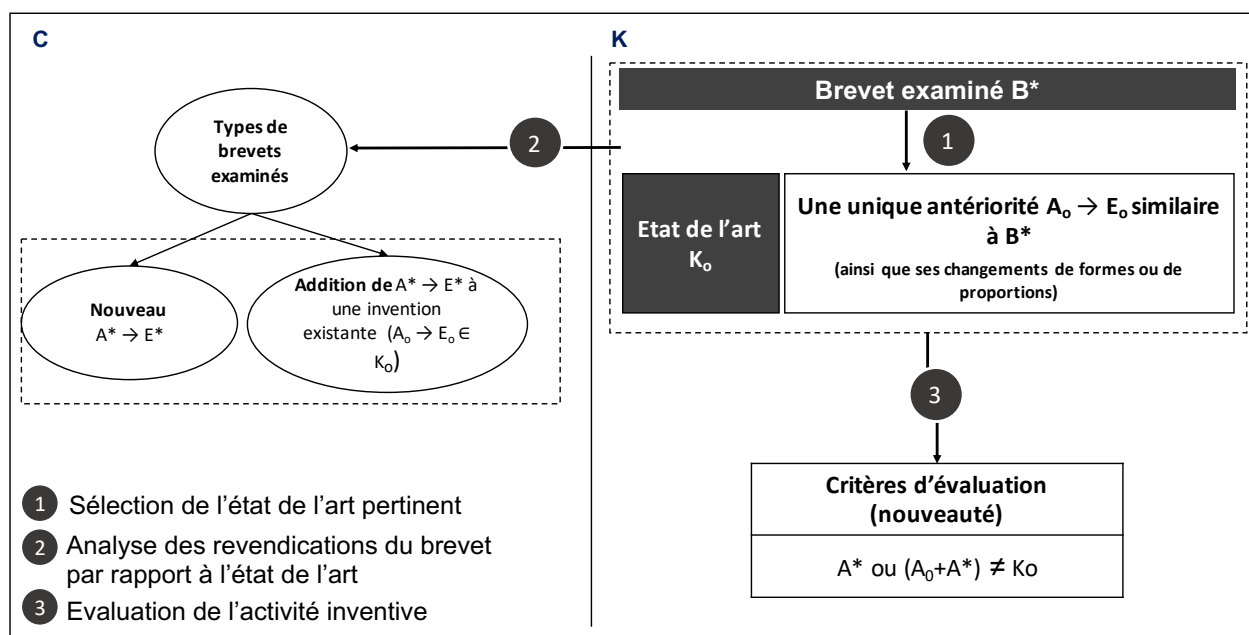 C
Types de
brevets
examinés
2
Nouveau
A* → E*
Addition de A* → E* à
une invention
existante (Aₒ → Eₒ ∈
Kₒ)
1 Sélection de l'état de l'art pertinent
2 Analyse des revendications du brevet
par rapport à l'état de l'art
3 Evaluation de l'activité inventive
K
Brevet examiné B*
1
Etat de l'art
Kₒ
Une unique antériorité Aₒ → Eₒ similaire
à B*
(ainsi que ses changements de formes ou de
proportions)
3
Critères d'évaluation
(nouveauté)
A* ou (A₀+A*) ≠ Ko